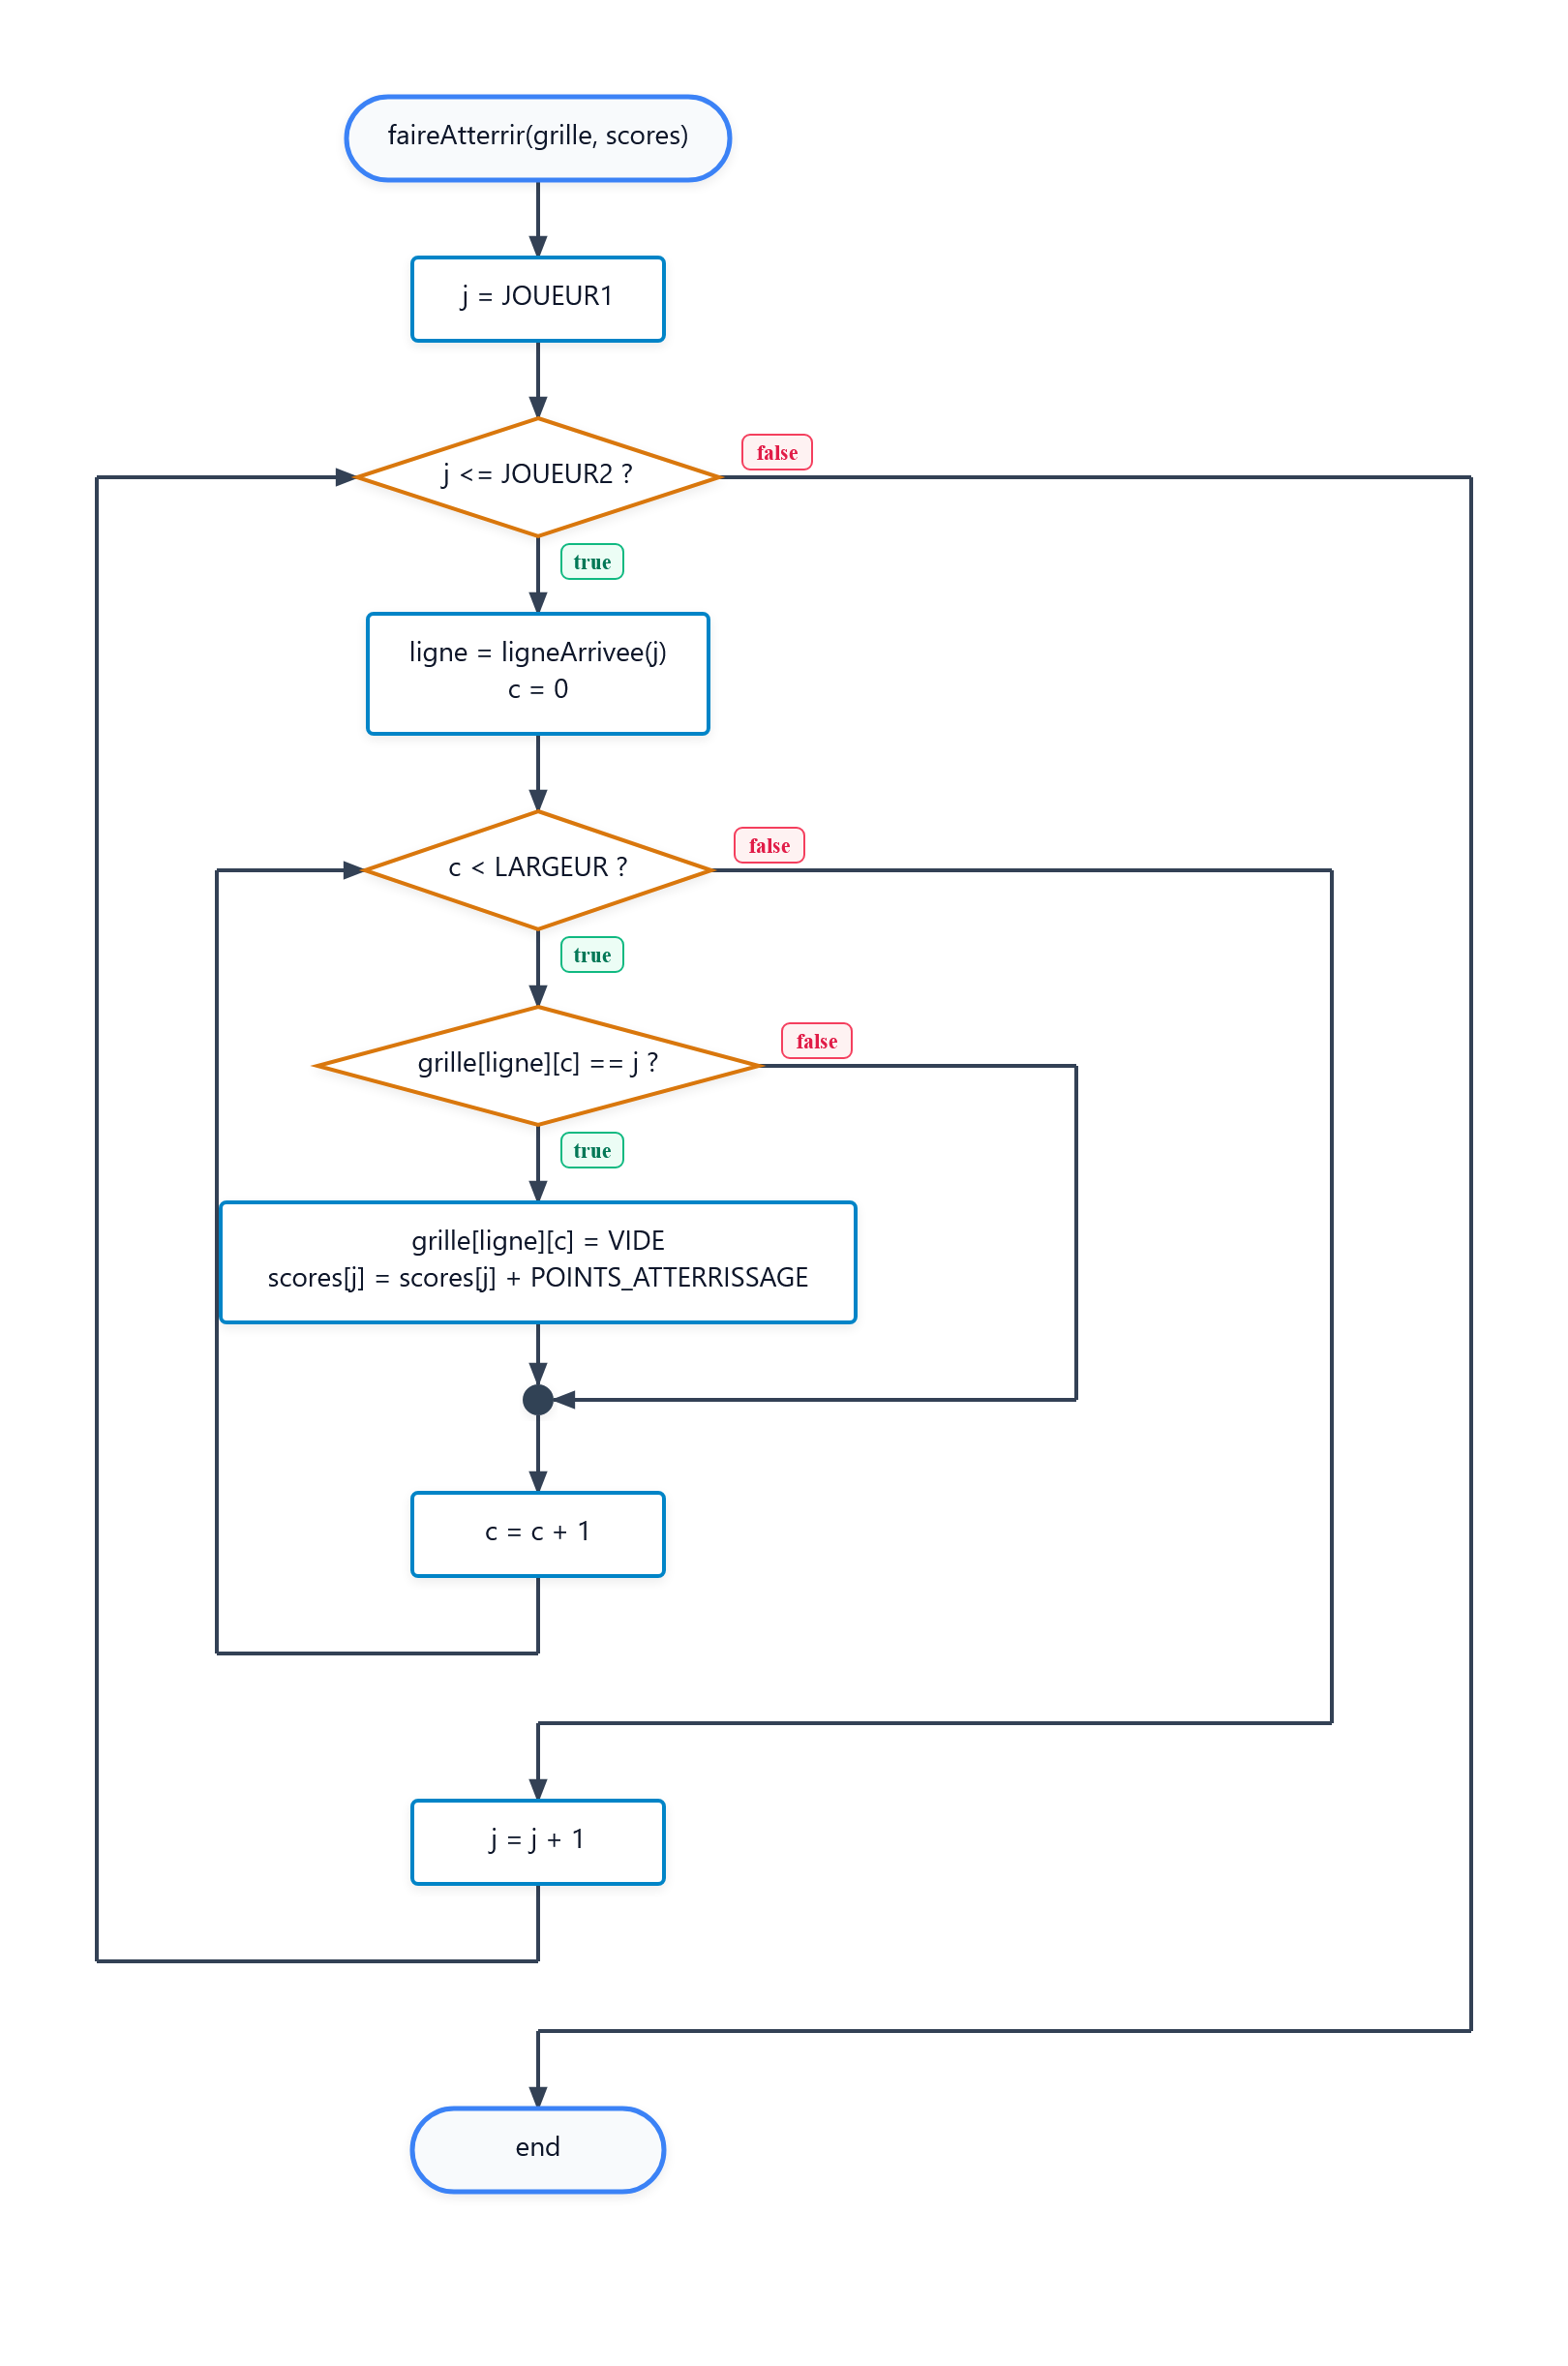 faireAtterrir(grille, scores)
j = JOUEUR1
j <= JOUEUR2 ?
false
true
ligne = ligneArrivee(j)
c = 0
c < LARGEUR ?
false
true
grille[ligne][c] == j ?
false
true
grille[ligne][c] = VIDE
scores[j] = scores[j] + POINTS_ATTERRISSAGE
c = c + 1
j = j + 1
end